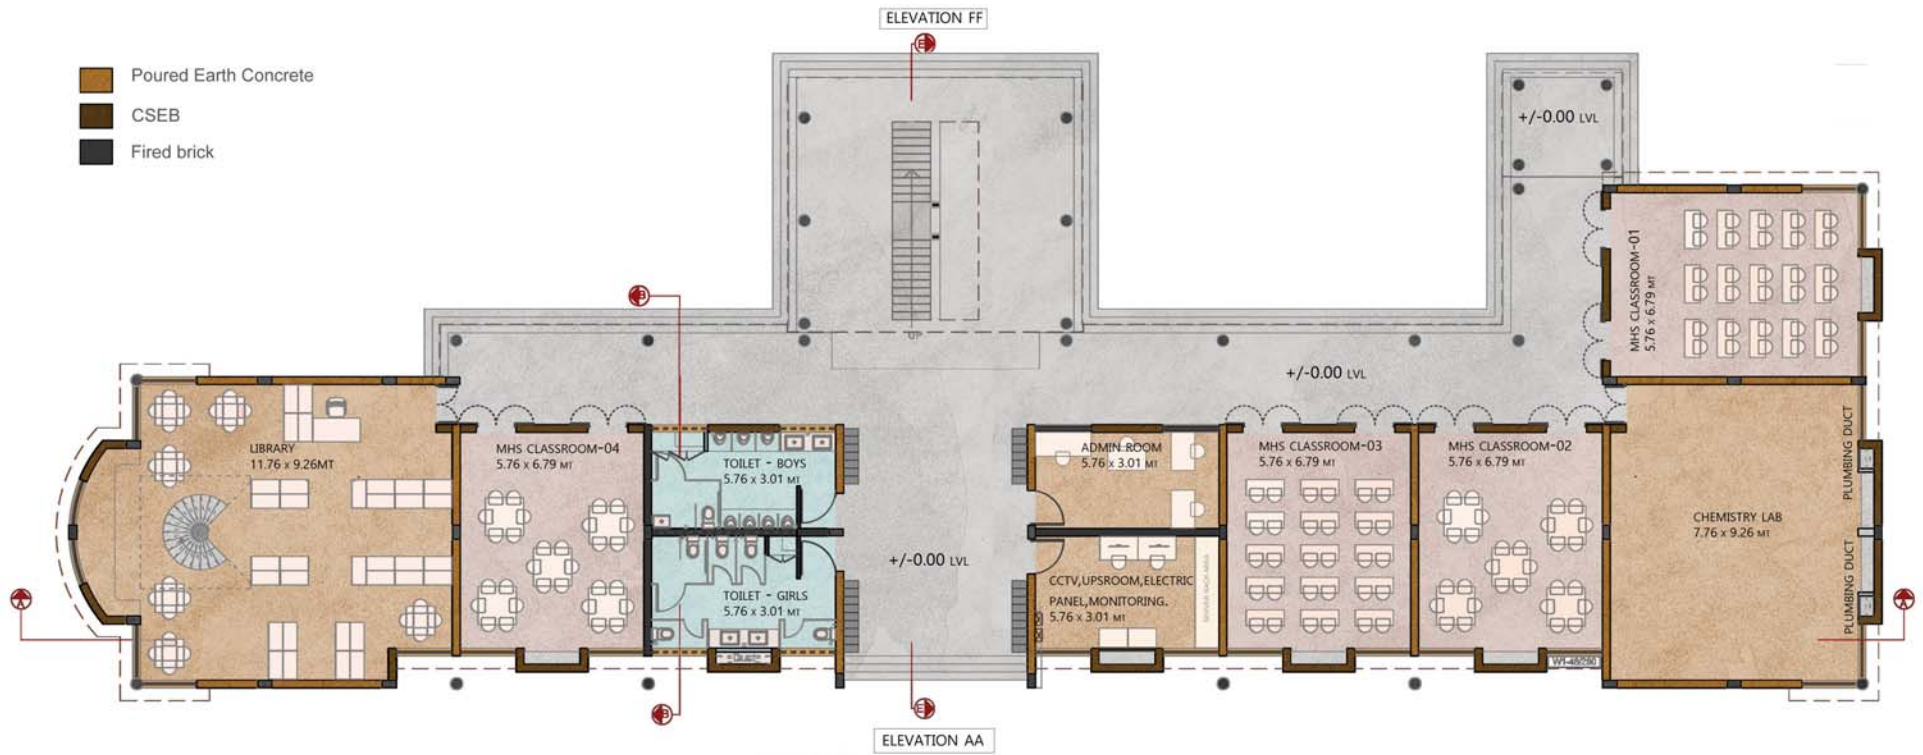 ELEVATION FF
Poured Earth Concrete
CSEB
Fired brick
+/-0.00 LVL
MHS CLASSROOM-01
5.76 x 6.79 MT
UP
+/-0.00 LVL
LIBRARY
11.76 x 9.26MT
MHS CLASSROOM-04
5.76 x 6.79 MT
TOILET - BOYS
5.76 x 3.01 MT
ADMIN ROOM
5.76 x 3.01 MT
MHS CLASSROOM-03
5.76 x 6.79 MT
MHS CLASSROOM-02
5.76 x 6.79 MT
PLUMBING DUCT
CHEMISTRY LAB
7.76 x 9.26 MT
+/-0.00 LVL
CCTV,UPSROOM,ELECTRIC
PANEL,MONITORING.
5.76 x 3.01 MT
TOILET - GIRLS
5.76 x 3.01 MT
PLUMBING DUCT
A
A
B
B
E
ELEVATION AA